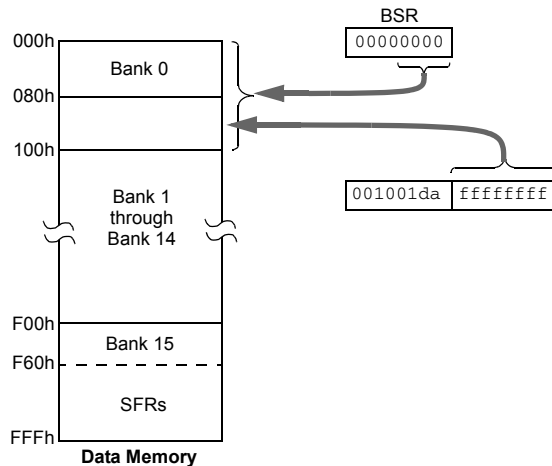 BSR
00000000
000h
Bank 0
080h
100h
001001da ffffffff
Bank 1
through
Bank 14
F00h
Bank 15
F60h
SFRs
FFFh
Data Memory